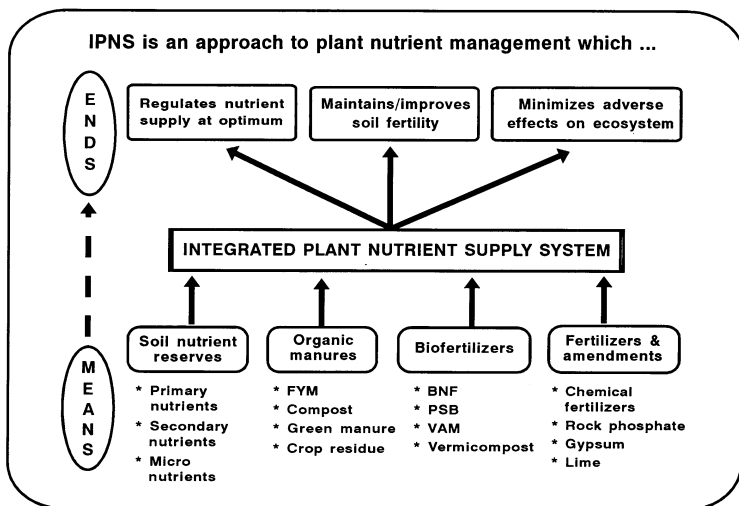 IPNS is an approach to plant nutrient management which ...
ENDS
Regulates nutrient
supply at optimum
Maintains/improves
soil fertility
Minimizes adverse
effects on ecosystem
INTEGRATED PLANT NUTRIENT SUPPLY SYSTEM
MEANS
Soil nutrient
reserves
* Primary
nutrients
* Secondary
nutrients
* Micro
nutrients
Organic
manures
* FYM
* Compost
* Green manure
* Crop residue
Biofertilizers
* BNF
* PSB
* VAM
* Vermicompost
Fertilizers &
amendments
* Chemical
fertilizers
* Rock phosphate
* Gypsum
* Lime